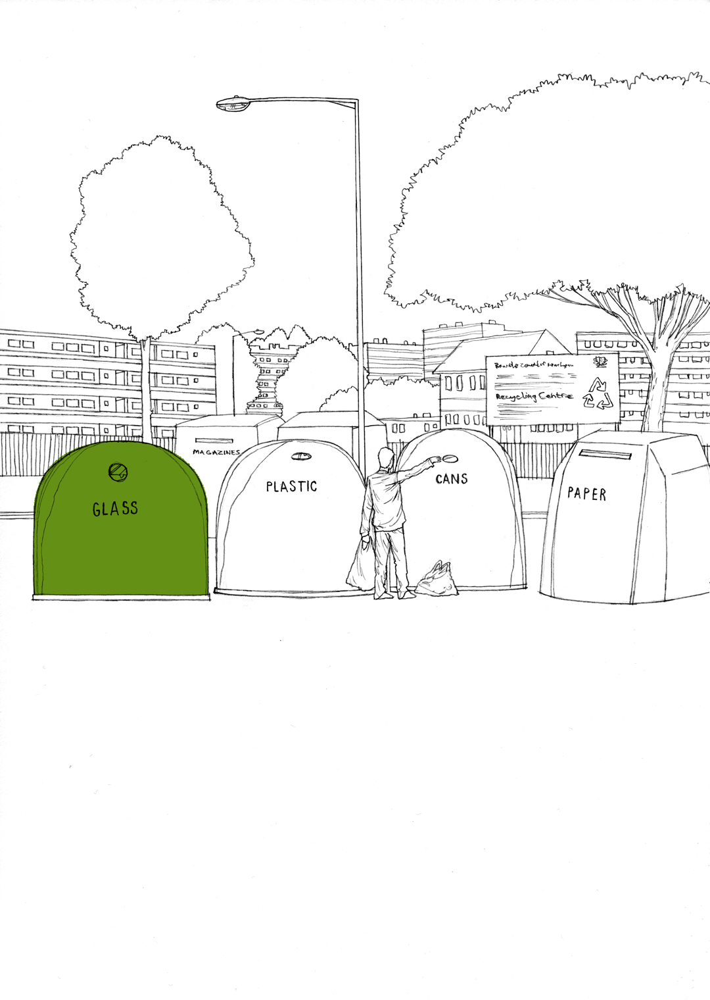 Recycling Centre
MAGAZINES
PLASTIC
CANS
PAPER
GLASS